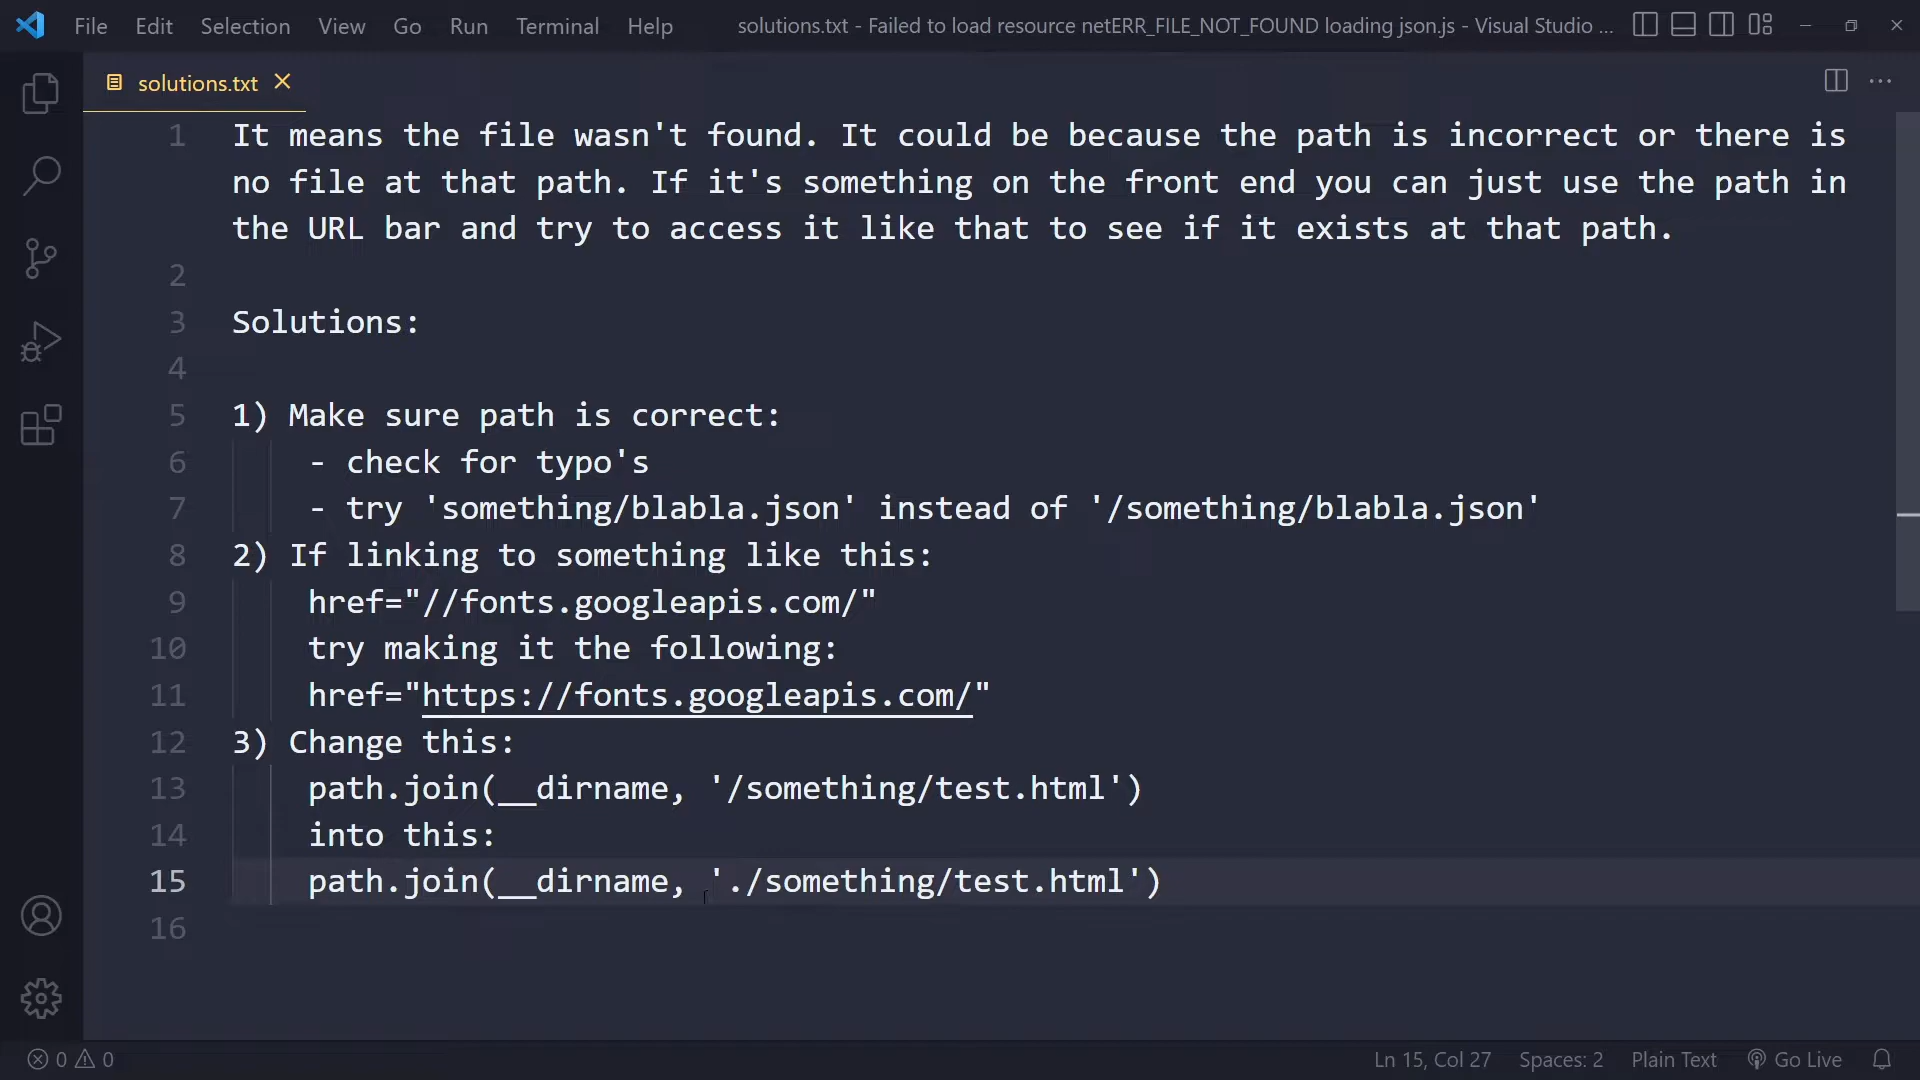 File Edit Selection View Go Run Terminal Help solutions.txt - Failed to load resource netERR_FILE_NOT_FOUND loading json.js - Visual Studio ...
solutions.txt
1 It means the file wasn't found. It could be because the path is incorrect or there is
no file at that path. If it's something on the front end you can just use the path in
the URL bar and try to access it like that to see if it exists at that path.
2
3 Solutions:
4
5 1) Make sure path is correct:
6 - check for typo's
7 - try 'something/blabla.json' instead of '/something/blabla.json'
8 2) If linking to something like this:
9 href="//fonts.googleapis.com/"
10 try making it the following:
11 href="https://fonts.googleapis.com/"
12 3) Change this:
13 path.join(__dirname, '/something/test.html')
14 into this:
15 path.join(__dirname, './something/test.html')
16
0 0 Ln 15, Col 27 Spaces: 2 Plain Text Go Live